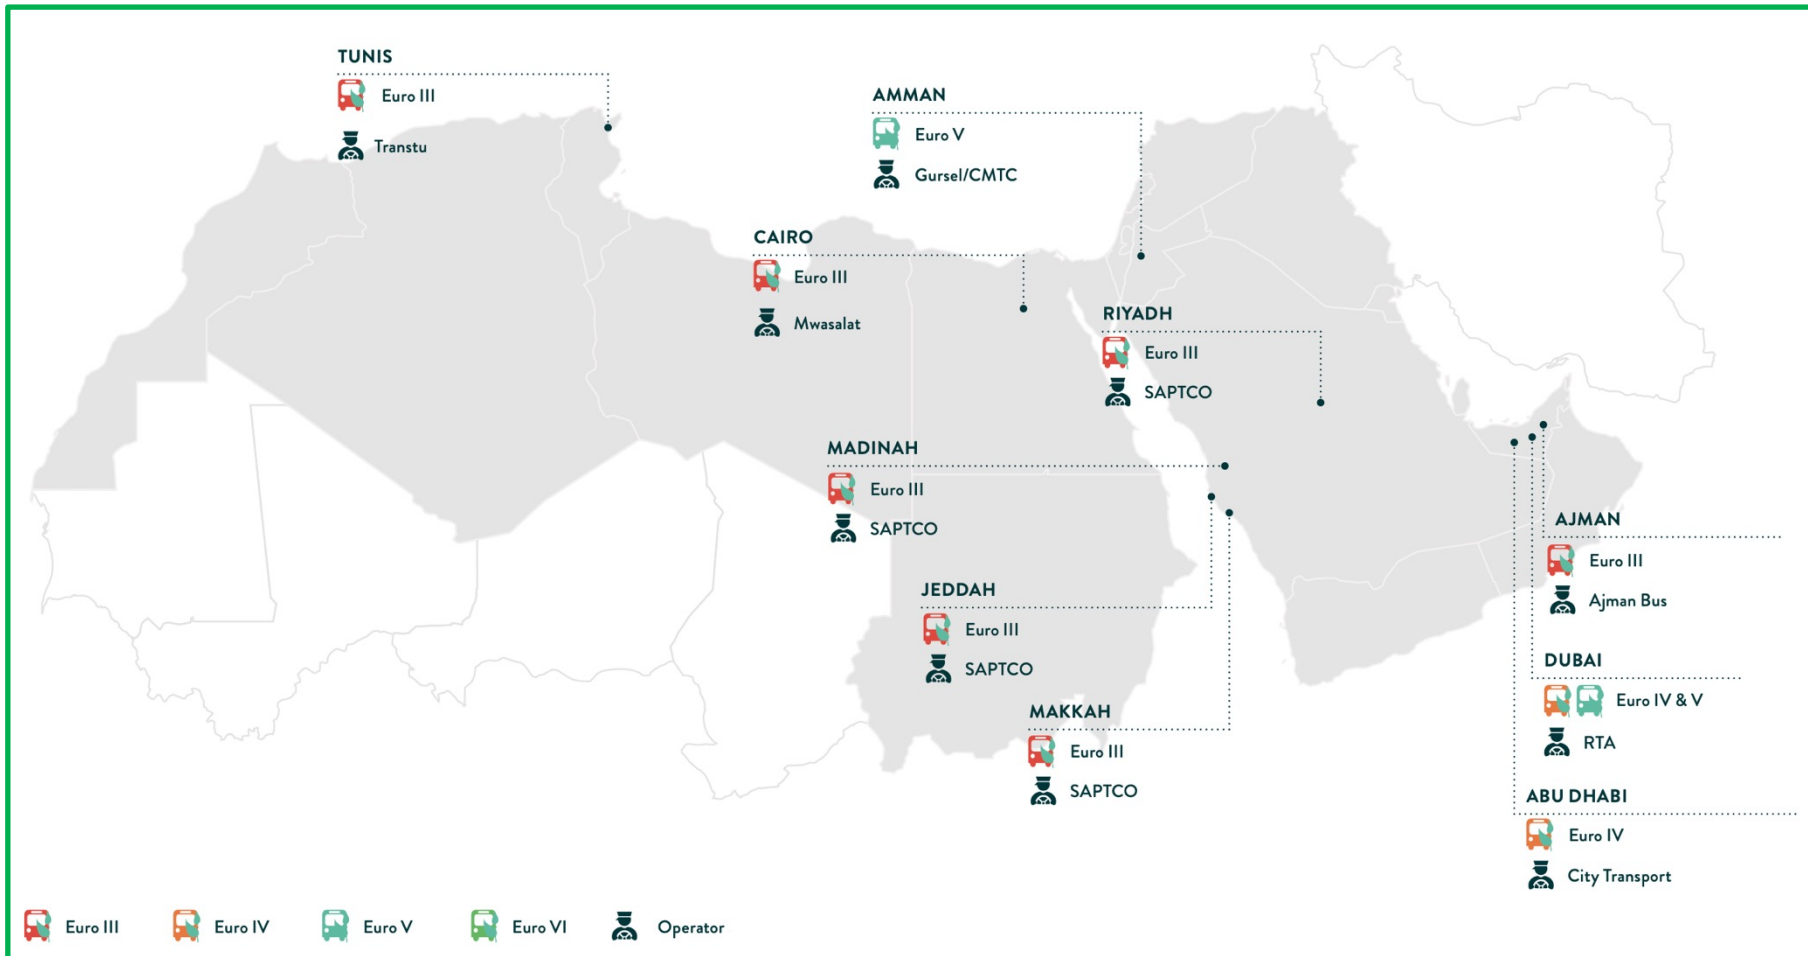 TUNIS
Euro III
Transtu
AMMAN
Euro V
Gursel/CMTC
CAIRO
Euro III
Mwasalat
RIYADH
Euro III
SAPTCO
MADINAH
Euro III
SAPTCO
JEDDAH
Euro III
SAPTCO
MAKKAH
Euro III
SAPTCO
AJMAN
Euro III
Ajman Bus
DUBAI
Euro IV & V
RTA
ABU DHABI
Euro IV
City Transport
Euro III
Euro IV
Euro V
Euro VI
Operator